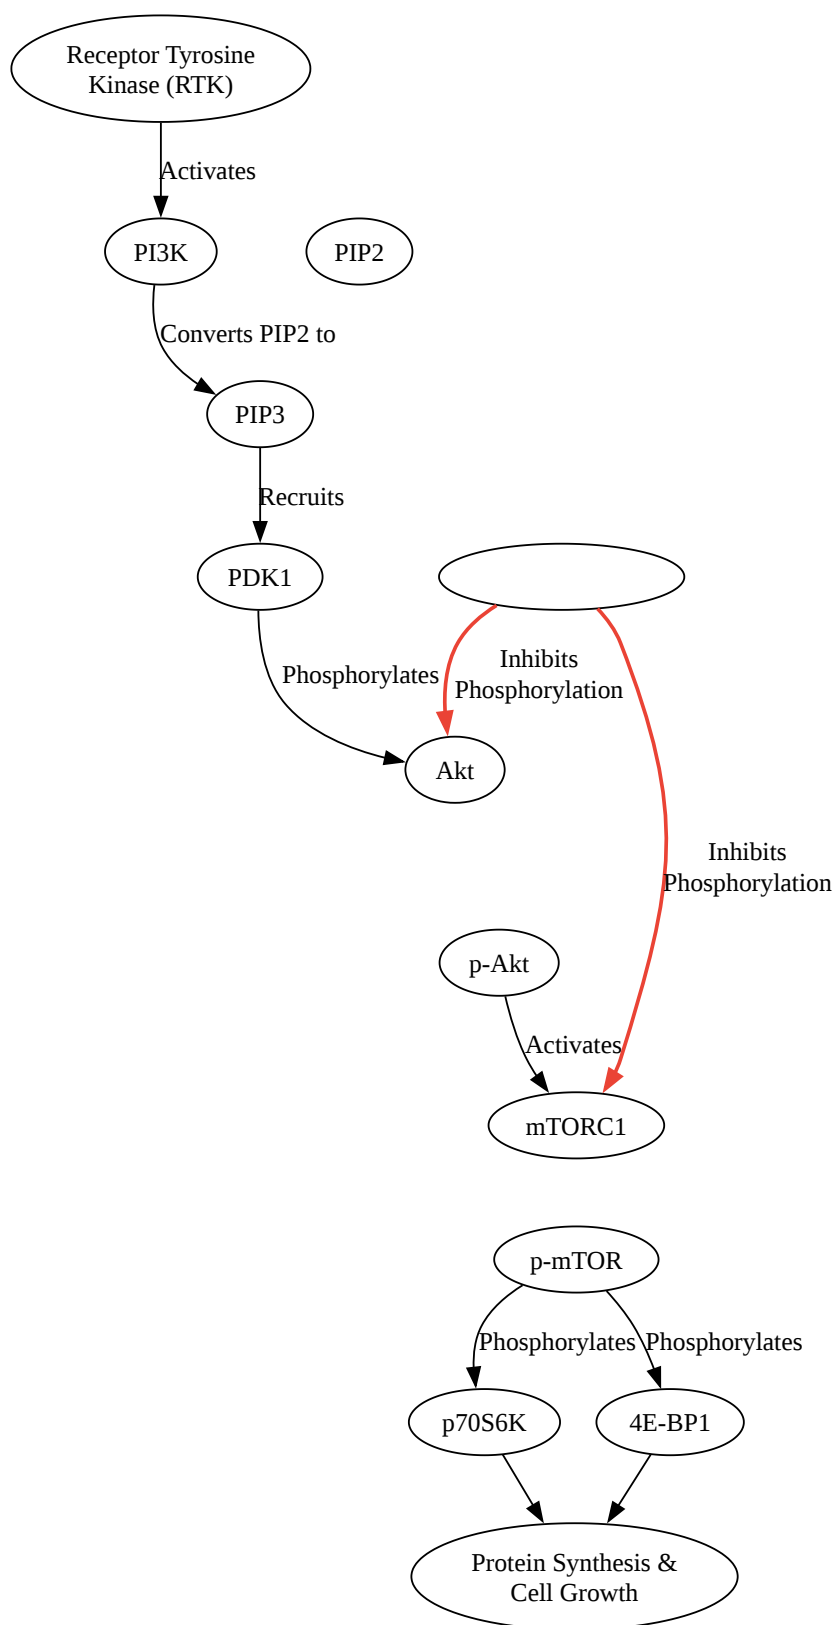 Receptor Tyrosine
Kinase (RTK)
Activates
PI3K
PIP2
Converts PIP2 to
PIP3
Recruits
PDK1
Phosphorylates
Inhibits
Phosphorylation
Akt
Inhibits
Phosphorylation
p-Akt
Activates
mTORC1
p-mTOR
Phosphorylates
Phosphorylates
p70S6K
4E-BP1
Protein Synthesis &
Cell Growth